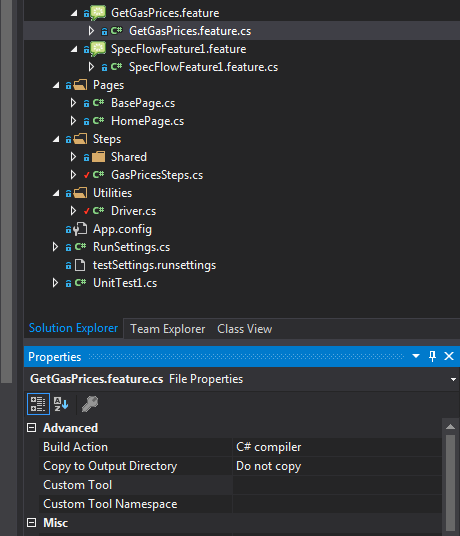 GetGasPrices.feature
C# GetGasPrices.feature.cs
SpecFlowFeature1.feature
C# SpecFlowFeature1.feature.cs
Pages
C# BasePage.cs
C# HomePage.cs
Steps
Shared
C# GasPricesSteps.cs
Utilities
C# Driver.cs
App.config
C# RunSettings.cs
testSettings.runsettings
C# UnitTest1.cs
Solution Explorer Team Explorer Class View
Properties
GetGasPrices.feature.cs File Properties
Advanced
Build Action C# compiler
Copy to Output Directory Do not copy
Custom Tool
Custom Tool Namespace
Misc